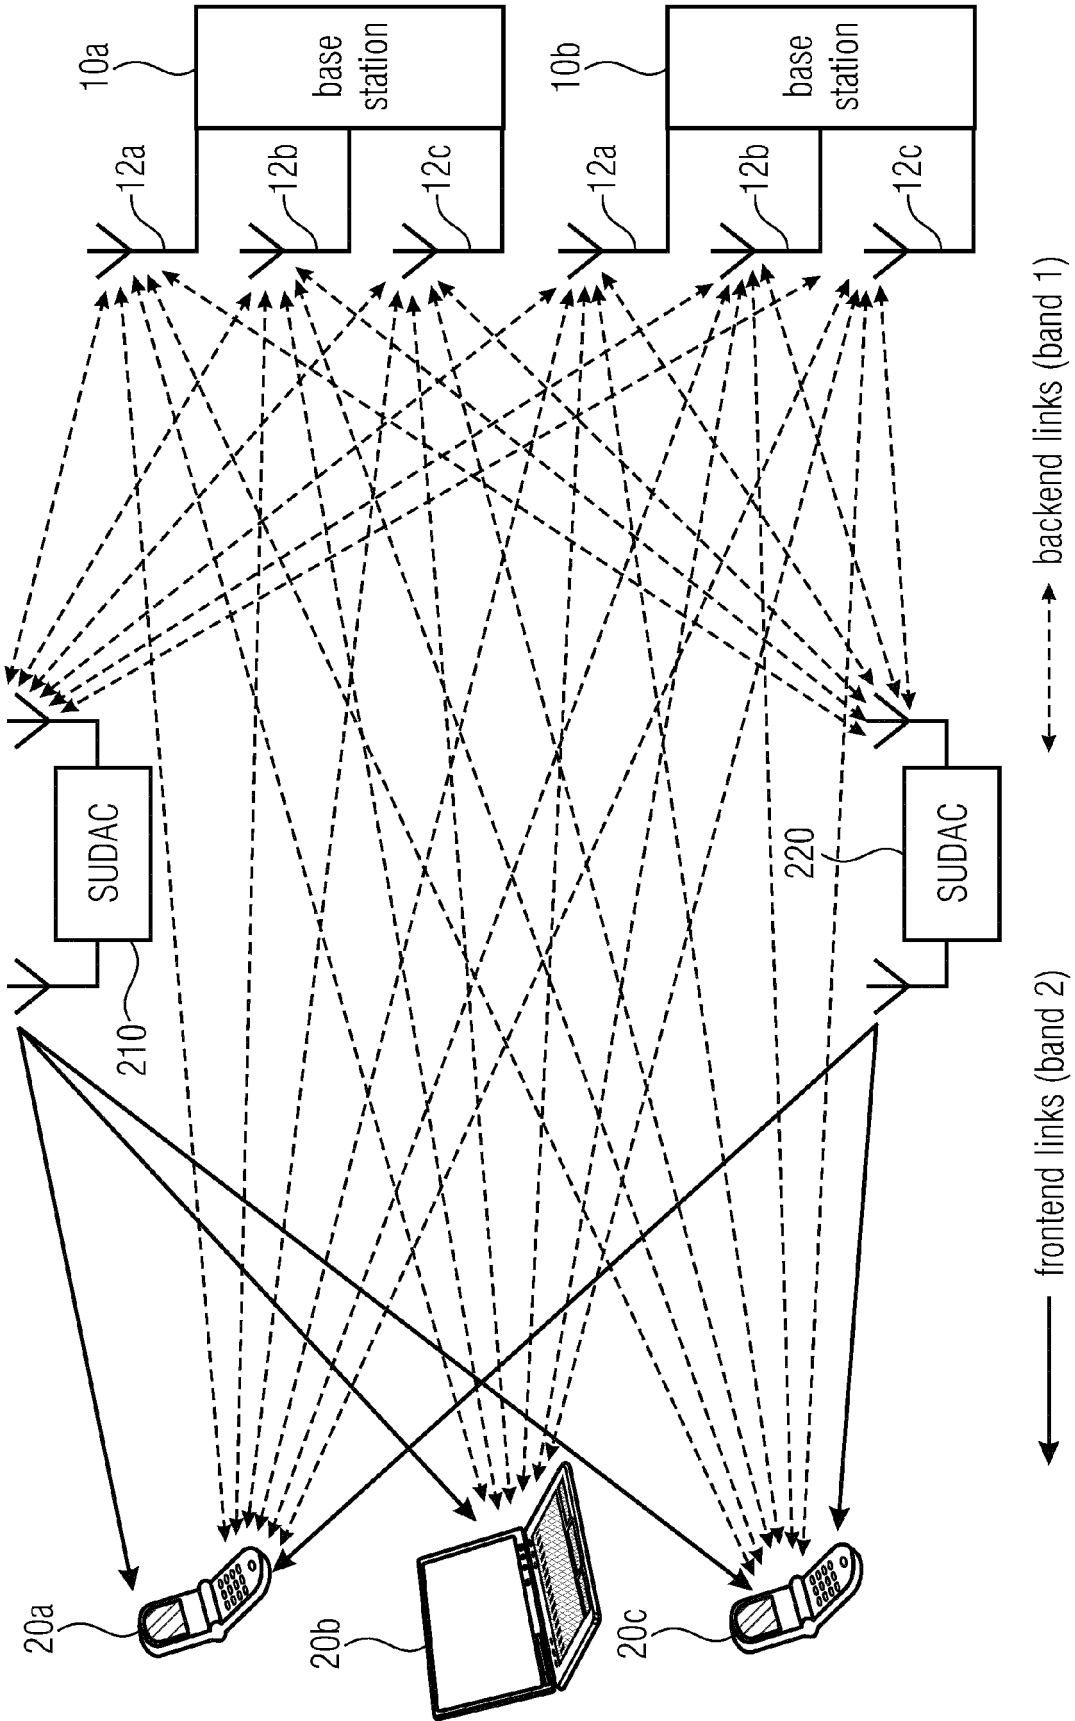 10a
base
station
10b
base
station
12a
12b
12c
12a
12b
12c
SUDAC
210
220
SUDAC
20a
20b
20c
frontend links (band 2)
backend links (band 1)